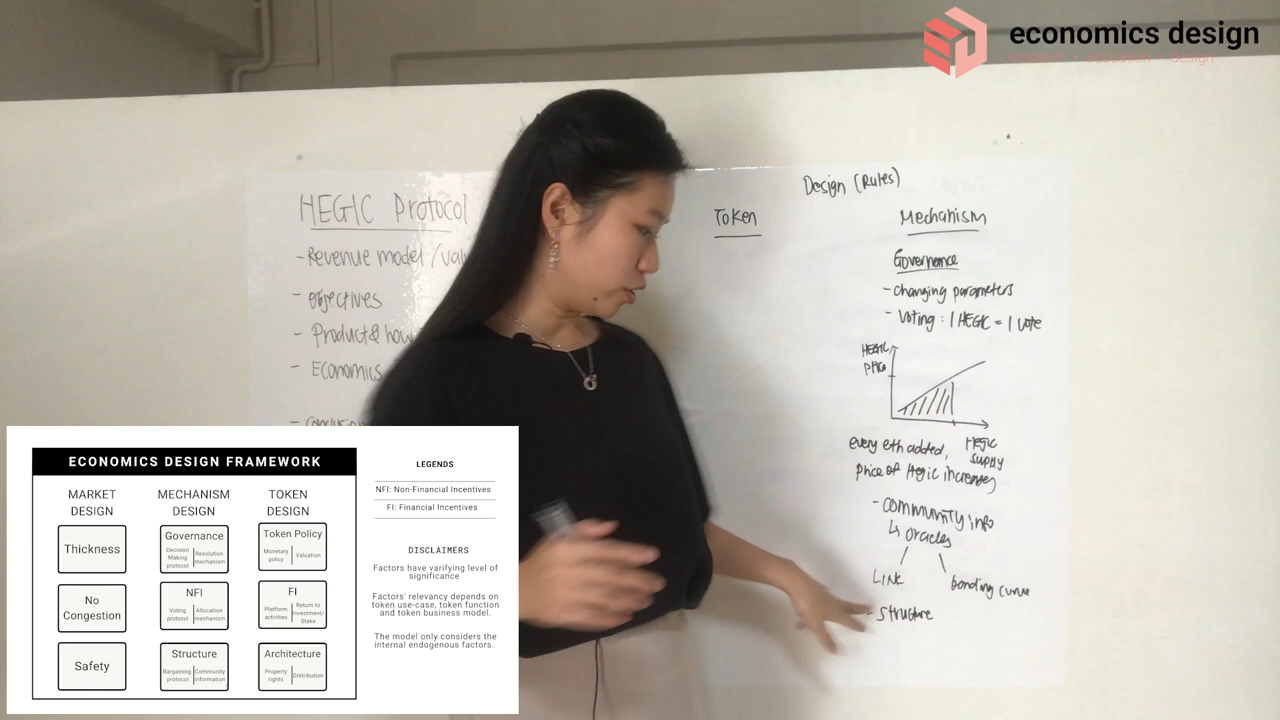 economics design
HEGIC Protocol
- Revenue model /
- objectives
- Product & how
- Economics
Design (Rules)
Token
Mechanism
Governance
- changing parameters
- Voting : 1 HEGIC = 1 vote
HEGIC
price
Hegic
supply
every eth added,
price of Hegic increases
- community info
↳ oracles
LINK
bonding curve
- Structure
ECONOMICS DESIGN FRAMEWORK
MARKET
DESIGN
Thickness
No
Congestion
Safety
MECHANISM
DESIGN
Governance
Decision
Making
protocol
Resolution
mechanism
NFI
Voting
protocol
Allocation
mechanism
Structure
Bargaining
protocol
Community
information
TOKEN
DESIGN
Token Policy
Monetary
policy
Valuation
FI
Platform
activities
Return to
Investment/
Stake
Architecture
Property
rights
Distribution
LEGENDS
NFI: Non-Financial Incentives
FI: Financial Incentives
DISCLAIMERS
Factors have varifying level of
significance
Factors' relevancy depends on
token use-case, token function
and token business model.
The model only considers the
internal endogenous factors.